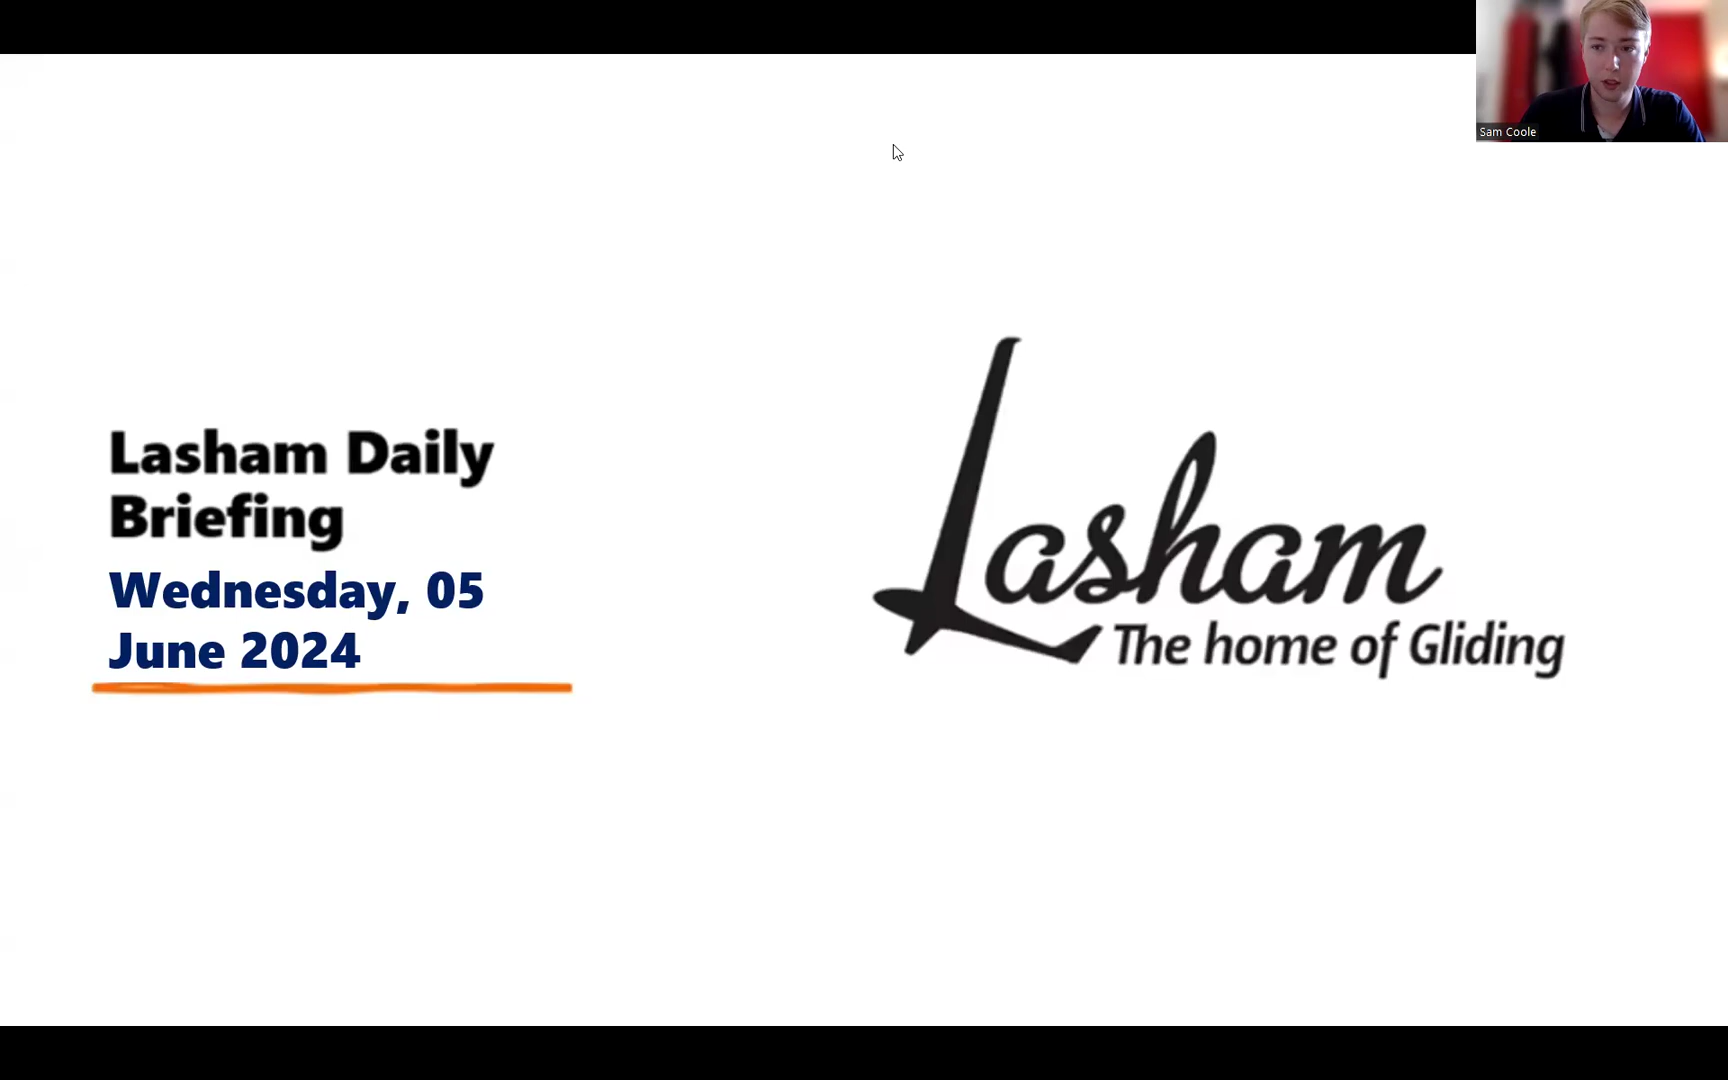 Sam Coole
Lasham Daily
Briefing
Wednesday, 05
June 2024
Lasham
The home of Gliding